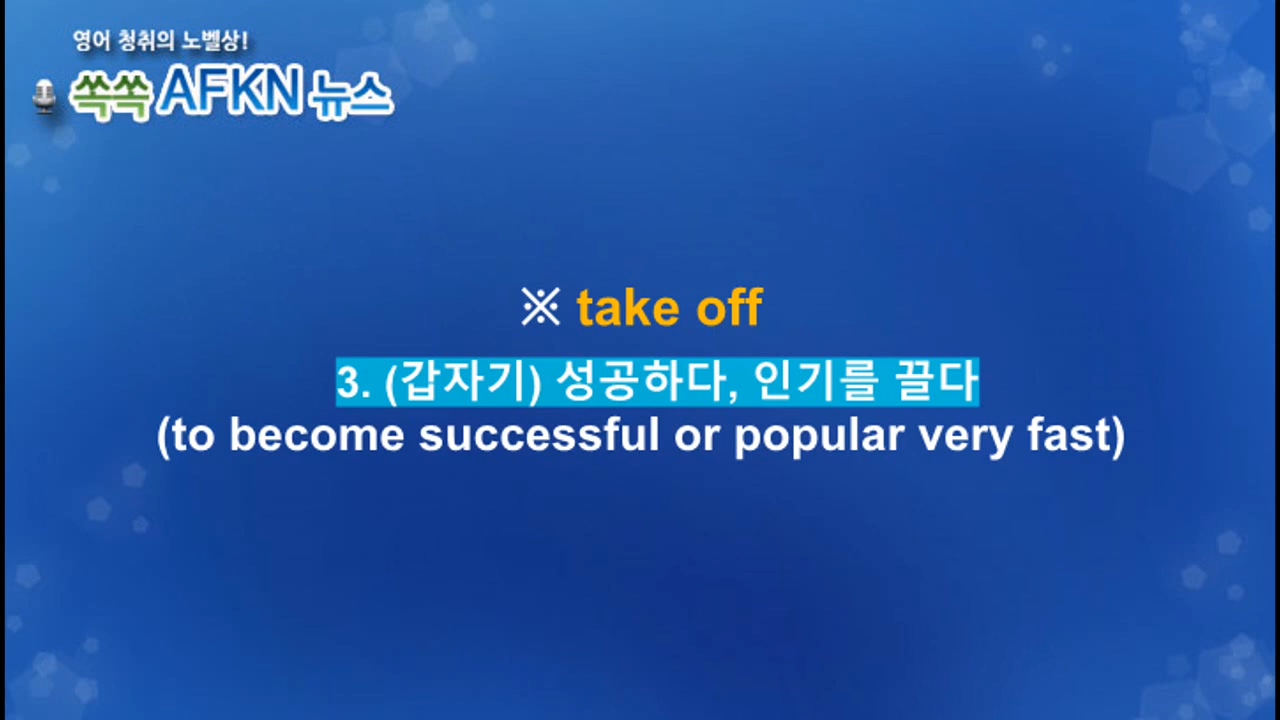 영어 청취의 노벨상!
쏙쏙 AFKN 뉴스
※ take off
3. (갑자기) 성공하다, 인기를 끌다
(to become successful or popular very fast)